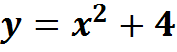 y = x² + 4